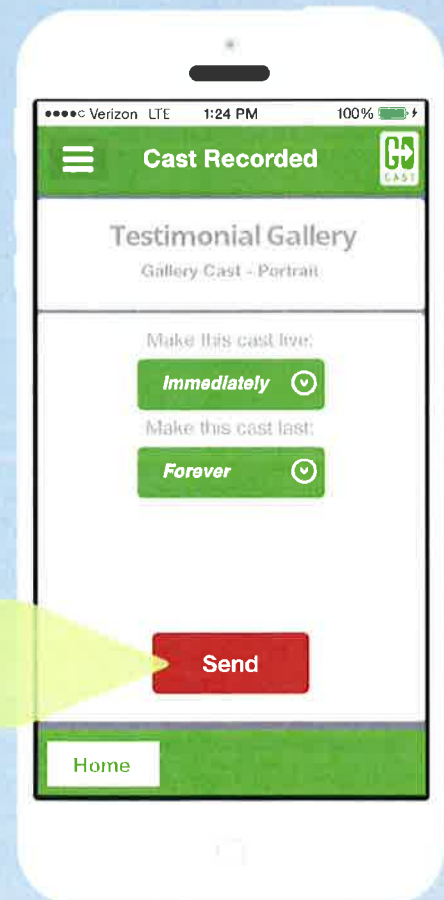 Verizon LTE 1:24 PM 100%
Cast Recorded
GO
CAST
Testimonial Gallery
Gallery Cast - Portrait
Make this cast live:
Immediately
Make this cast last:
Forever
Send
Home